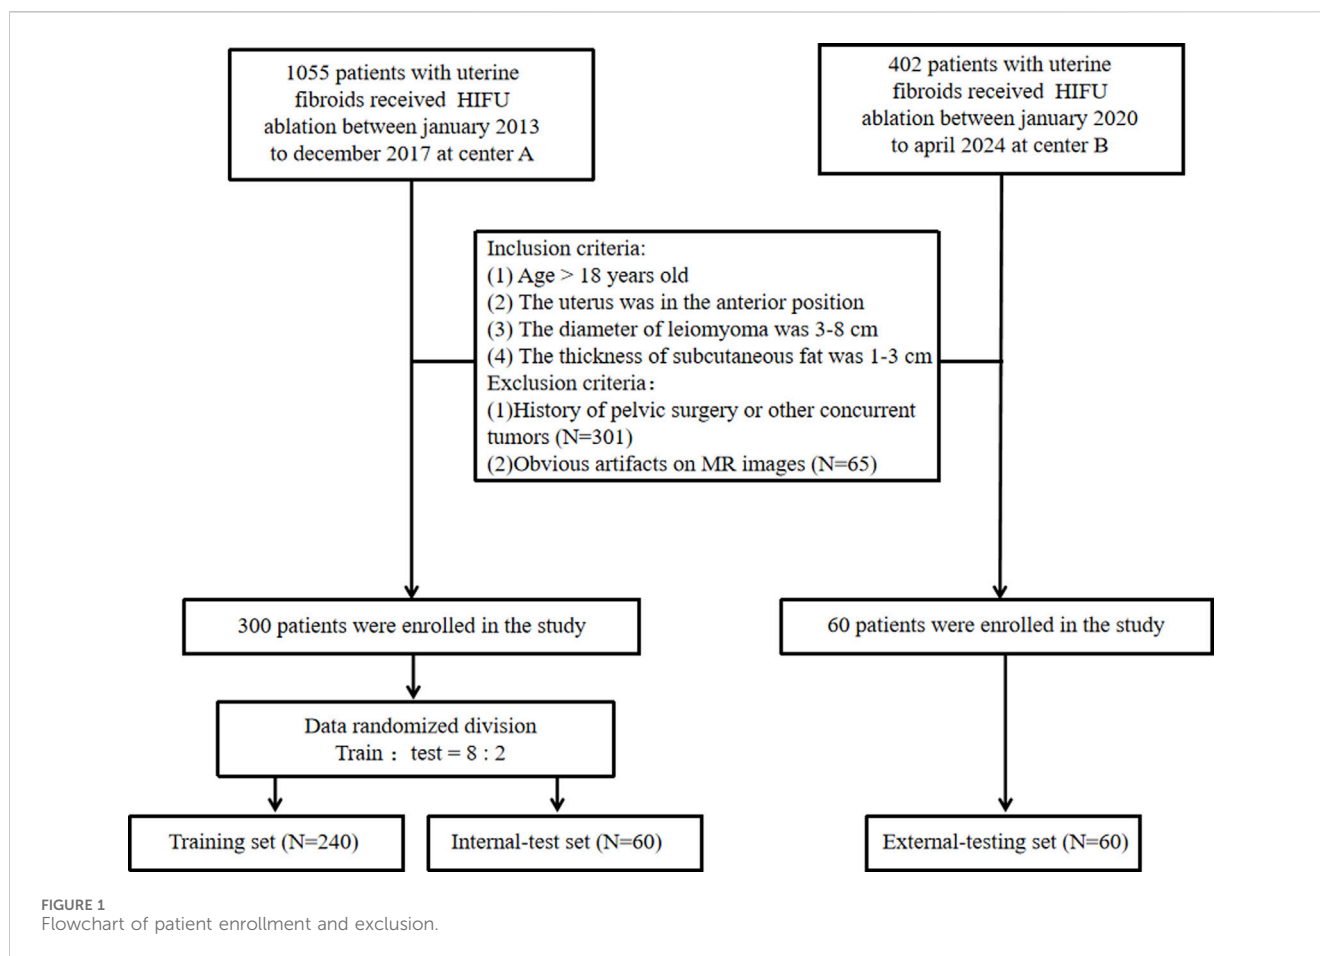 1055 patients with uterine
fibroids received HIFU
ablation between january 2013
to december 2017 at center A
402 patients with uterine
fibroids received HIFU
ablation between january 2020
to april 2024 at center B
Inclusion criteria:
(1) Age > 18 years old
(2) The uterus was in the anterior position
(3) The diameter of leiomyoma was 3-8 cm
(4) The thickness of subcutaneous fat was 1-3 cm
Exclusion criteria：
(1)History of pelvic surgery or other concurrent
tumors (N=301)
(2)Obvious artifacts on MR images (N=65)
300 patients were enrolled in the study
60 patients were enrolled in the study
Data randomized division
Train： test = 8 : 2
Training set (N=240)
Internal-test set (N=60)
External-testing set (N=60)
FIGURE 1
Flowchart of patient enrollment and exclusion.